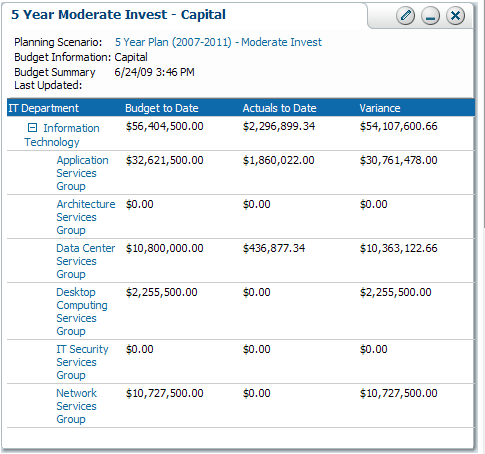 5 Year Moderate Invest - Capital
Planning Scenario: 5 Year Plan (2007-2011) - Moderate Invest
Budget Information: Capital
Budget Summary 6/24/09 3:46 PM
Last Updated:
IT Department Budget to Date Actuals to Date Variance
Information $56,404,500.00 $2,296,899.34 $54,107,600.66
Technology
Application $32,621,500.00 $1,860,022.00 $30,761,478.00
Services
Group
Architecture $0.00 $0.00 $0.00
Services
Group
Data Center $10,800,000.00 $436,877.34 $10,363,122.66
Services
Group
Desktop $2,255,500.00 $0.00 $2,255,500.00
Computing
Services
Group
IT Security $0.00 $0.00 $0.00
Services
Group
Network $10,727,500.00 $0.00 $10,727,500.00
Services
Group